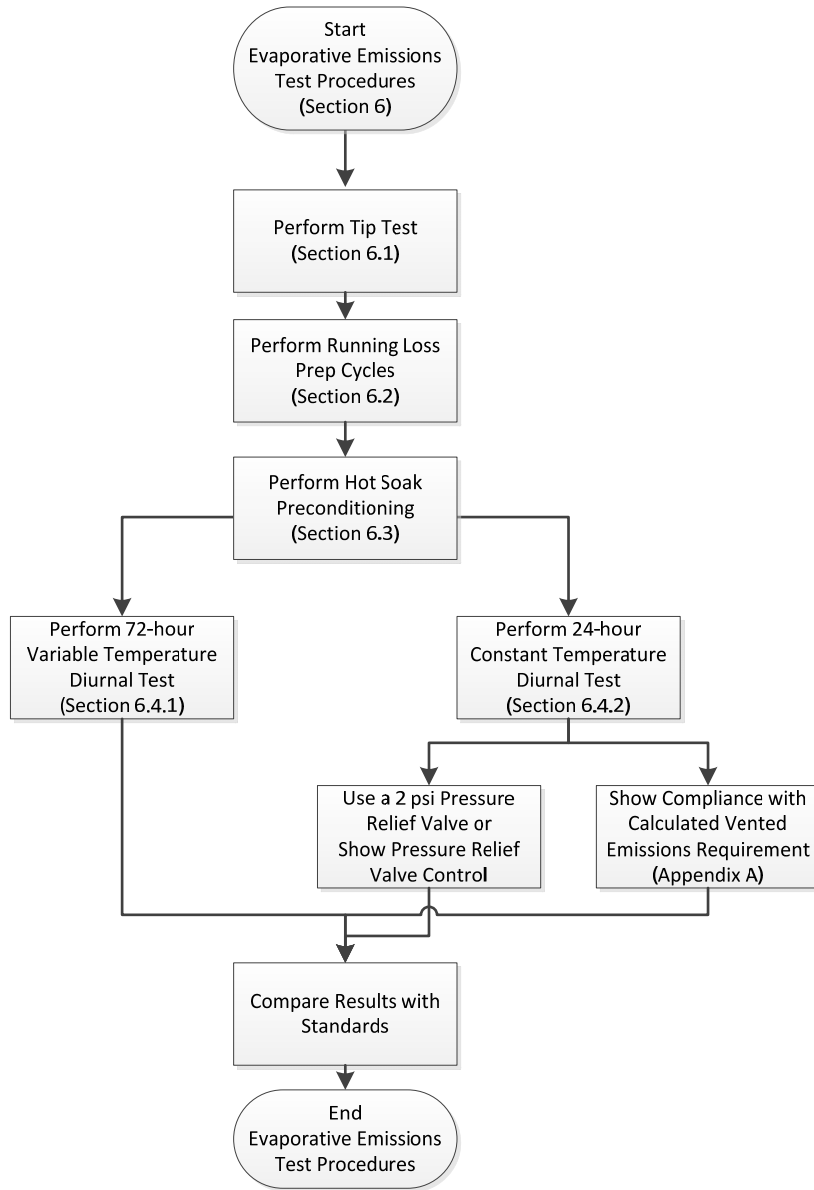 Start
Evaporative Emissions
Test Procedures
(Section 6)
Perform Tip Test
(Section 6.1)
Perform Running Loss
Prep Cycles
(Section 6.2)
Perform Hot Soak
Preconditioning
(Section 6.3)
Perform 72-hour
Variable Temperature
Diurnal Test
(Section 6.4.1)
Perform 24-hour
Constant Temperature
Diurnal Test
(Section 6.4.2)
Use a 2 psi Pressure
Relief Valve or
Show Pressure Relief
Valve Control
Show Compliance with
Calculated Vented
Emissions Requirement
(Appendix A)
Compare Results with
Standards
End
Evaporative Emissions
Test Procedures